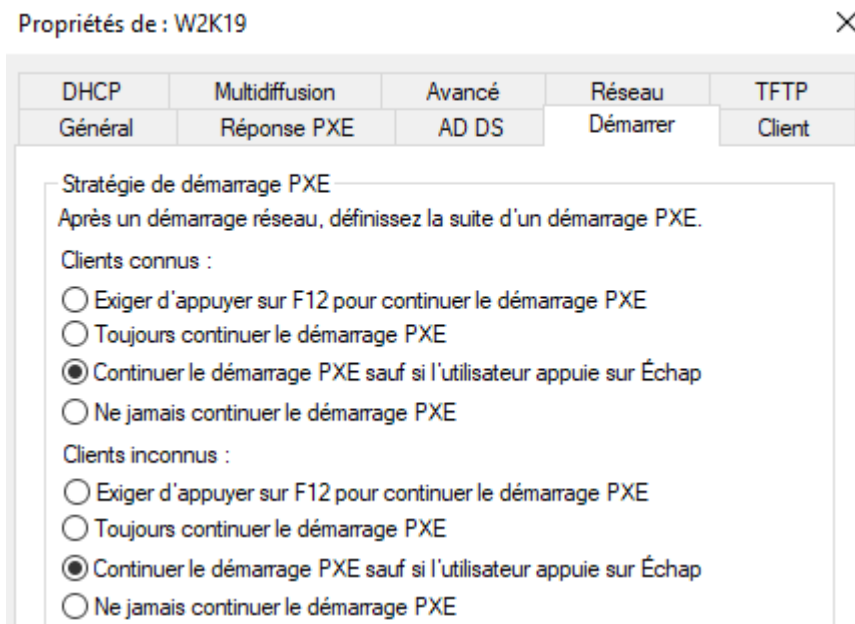 Propriétés de : W2K19
DHCP Multidiffusion Avancé Réseau TFTP
Général Réponse PXE AD DS Démarrer Client
Stratégie de démarrage PXE
Après un démarrage réseau, définissez la suite d'un démarrage PXE.
Clients connus :
Exiger d'appuyer sur F12 pour continuer le démarrage PXE
Toujours continuer le démarrage PXE
Continuer le démarrage PXE sauf si l'utilisateur appuie sur Échap
Ne jamais continuer le démarrage PXE
Clients inconnus :
Exiger d'appuyer sur F12 pour continuer le démarrage PXE
Toujours continuer le démarrage PXE
Continuer le démarrage PXE sauf si l'utilisateur appuie sur Échap
Ne jamais continuer le démarrage PXE